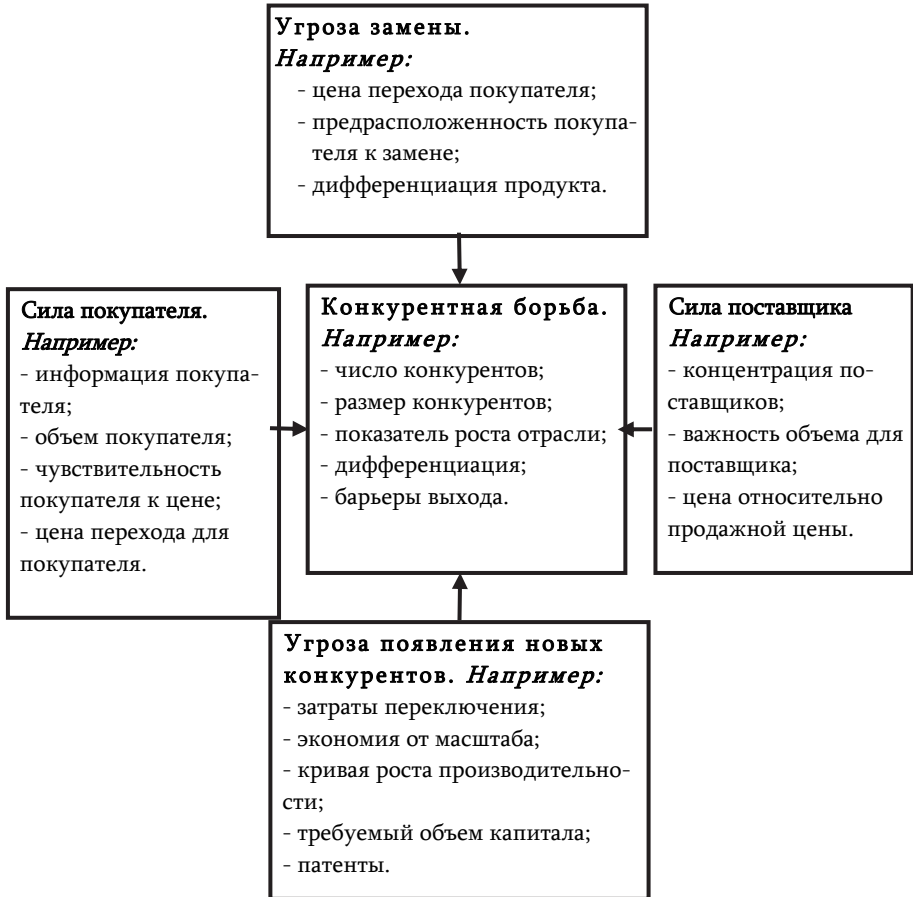 Угроза замены.
Например:
- цена перехода покупателя;
- предрасположенность покупа-
теля к замене;
- дифференциация продукта.
Сила покупателя.
Например:
- информация покупа-
теля;
- объем покупателя;
- чувствительность
покупателя к цене;
- цена перехода для
покупателя.
Конкурентная борьба.
Например:
- число конкурентов;
- размер конкурентов;
- показатель роста отрасли;
- дифференциация;
- барьеры выхода.
Сила поставщика
Например:
- концентрация по-
ставщиков;
- важность объема для
поставщика;
- цена относительно
продажной цены.
Угроза появления новых
конкурентов. Например:
- затраты переключения;
- экономия от масштаба;
- кривая роста производительно-
сти;
- требуемый объем капитала;
- патенты.